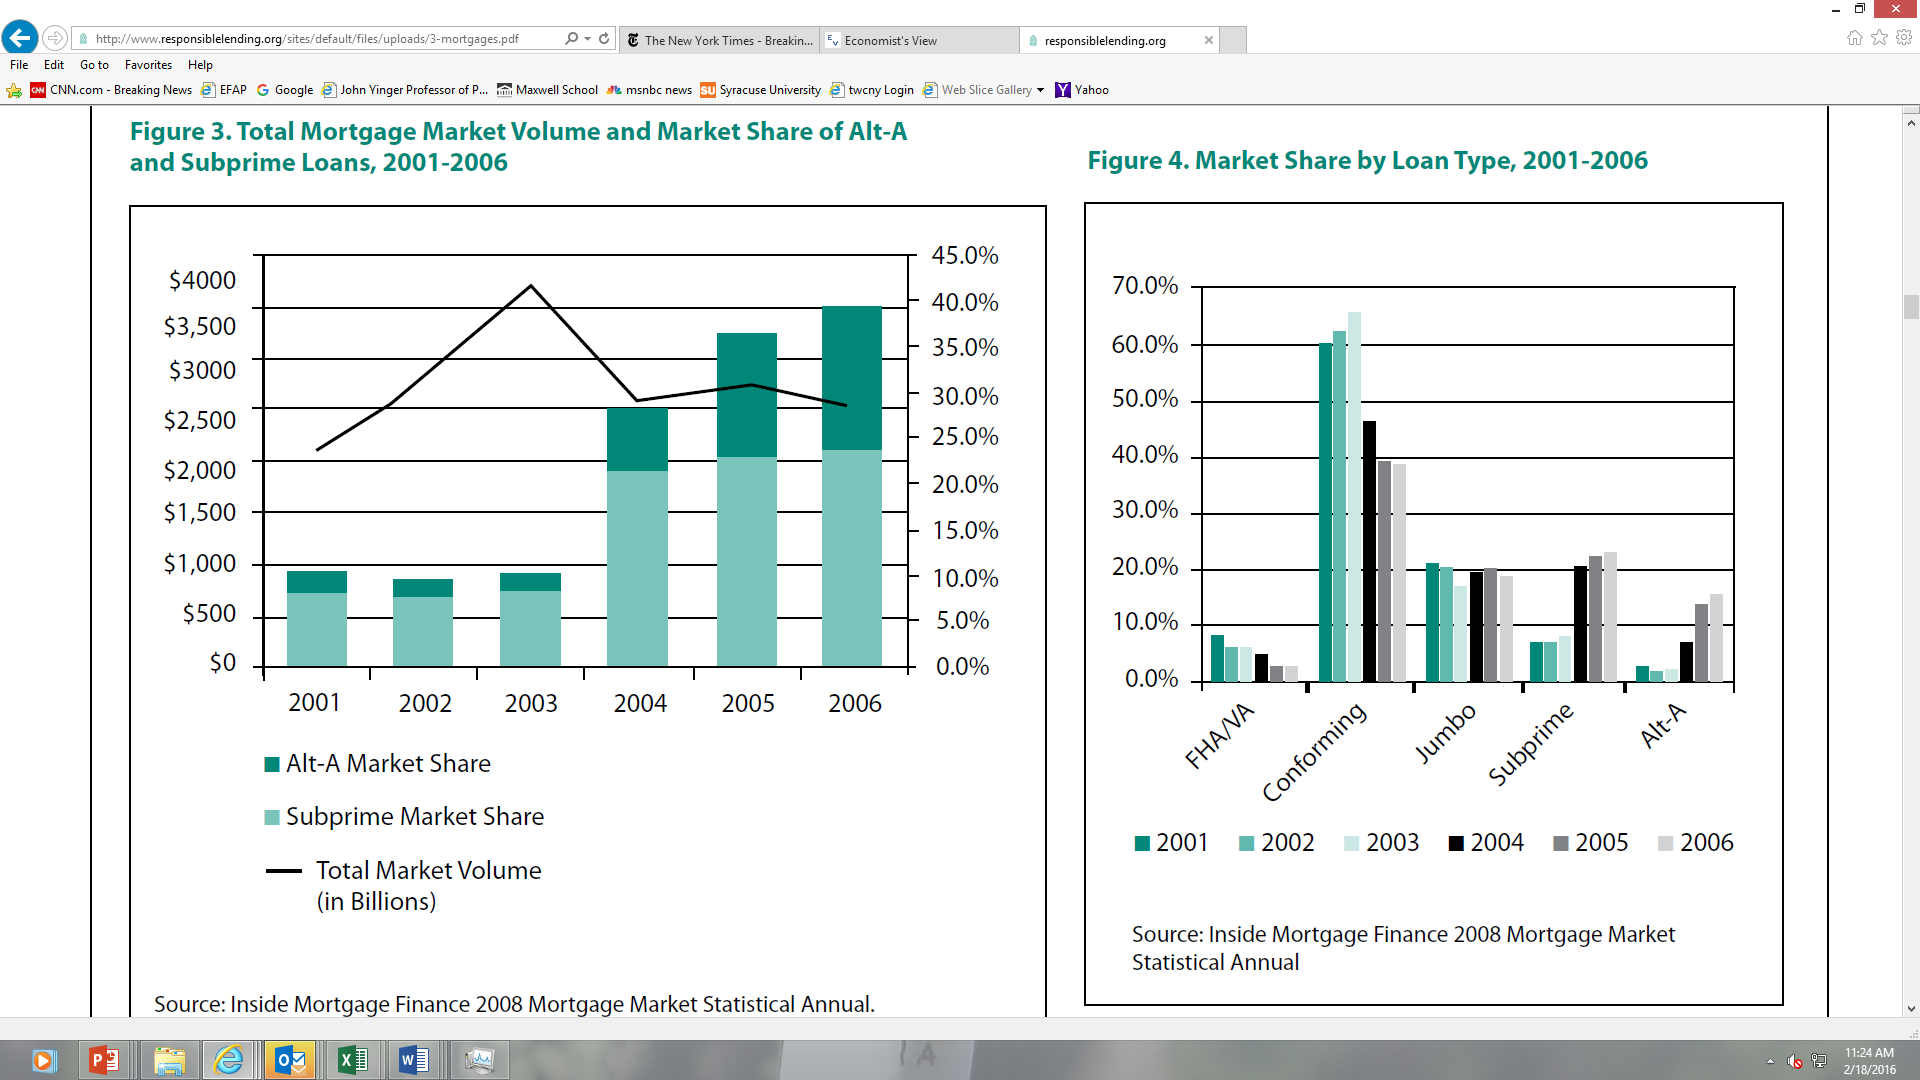 http://www.responsiblelending.org/sites/default/files/uploads/3-mortgages.pdf
The New York Times - Breakin...
Economist's View
responsiblelending.org
File Edit Go to Favorites Help
CNN.com - Breaking News EFAP Google John Yinger Professor of P... Maxwell School msnbc news Syracuse University twcny Login Web Slice Gallery Yahoo
Figure 3. Total Mortgage Market Volume and Market Share of Alt-A
and Subprime Loans, 2001-2006
$4000
$3,500
$3000
$2,500
$2,000
$1,500
$1,000
$500
$0
45.0%
40.0%
35.0%
30.0%
25.0%
20.0%
15.0%
10.0%
5.0%
0.0%
2001 2002 2003 2004 2005 2006
Alt-A Market Share
Subprime Market Share
Total Market Volume
(in Billions)
Source: Inside Mortgage Finance 2008 Mortgage Market Statistical Annual.
Figure 4. Market Share by Loan Type, 2001-2006
70.0%
60.0%
50.0%
40.0%
30.0%
20.0%
10.0%
0.0%
FHA/VA
Conforming
Jumbo
Subprime
Alt-A
2001 2002 2003 2004 2005 2006
Source: Inside Mortgage Finance 2008 Mortgage Market
Statistical Annual
11:24 AM
2/18/2016